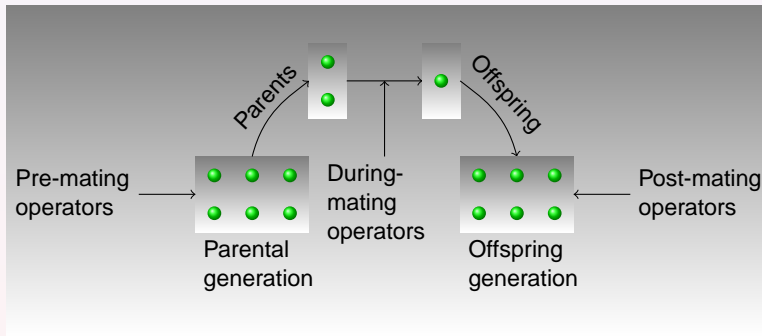 Parents
Offspring
Pre-mating
operators
During-
mating
operators
Post-mating
operators
Parental
generation
Offspring
generation